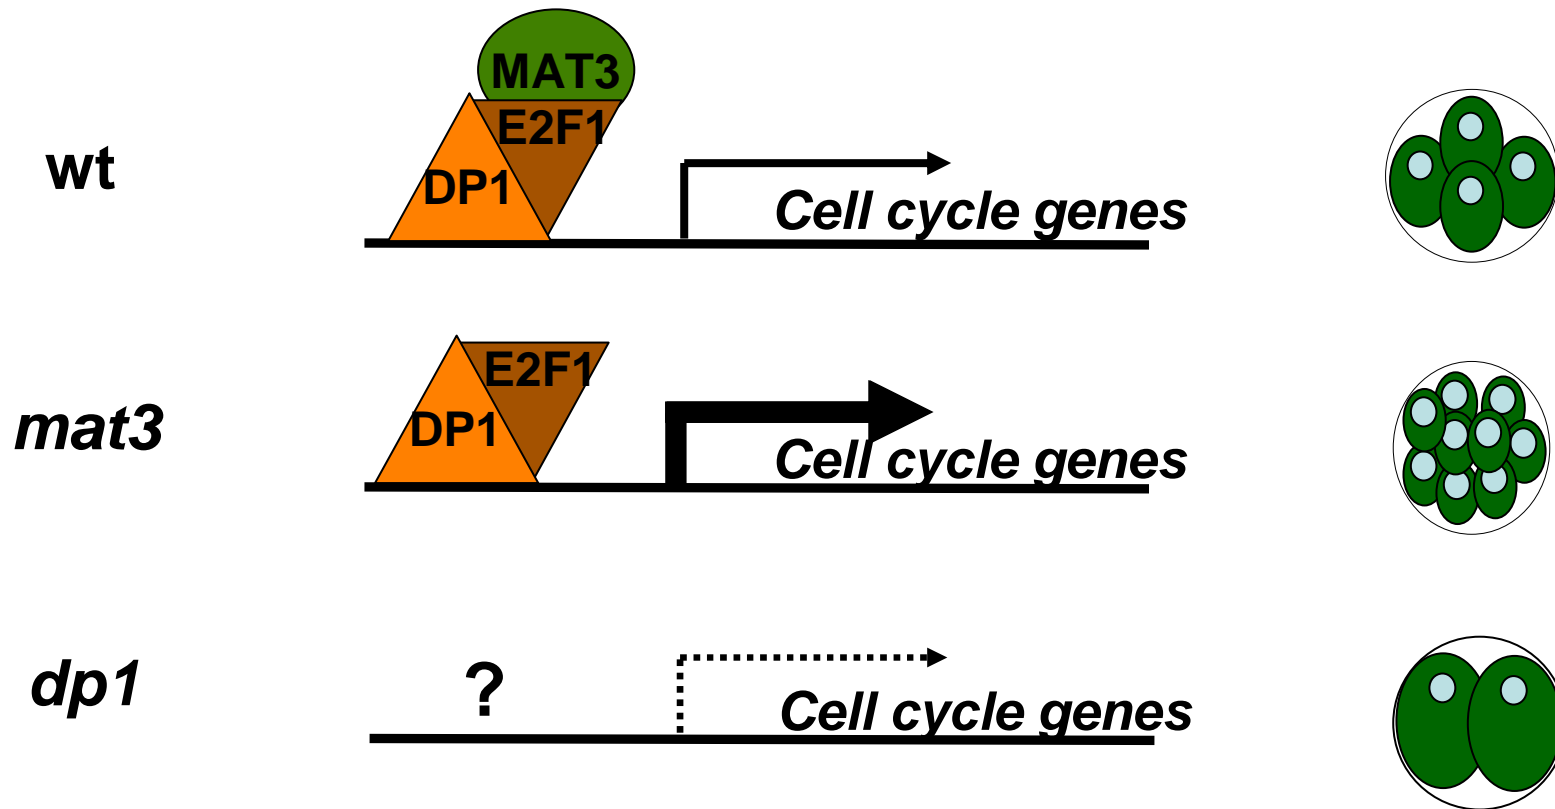 MAT3
E2F1
wt
DP1
Cell cycle genes
E2F1
mat3
DP1
Cell cycle genes
dp1
?
Cell cycle genes